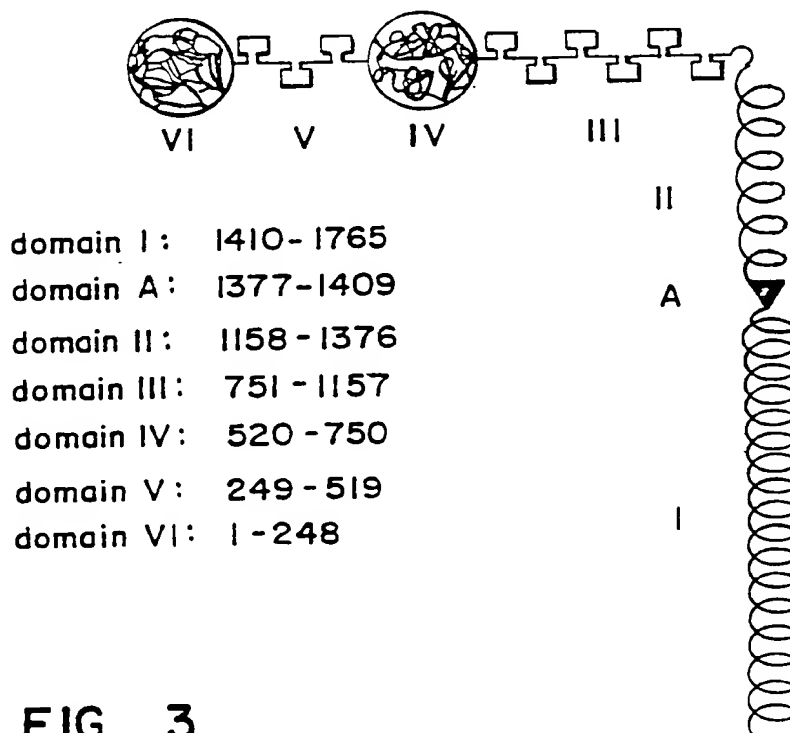 VI V IV III
II
domain I: 1410-1765
domain A: 1377-1409 A
domain II: 1158-1376
domain III: 751-1157
domain IV: 520-750
domain V: 249-519
domain VI: 1-248
I
FIG. 3